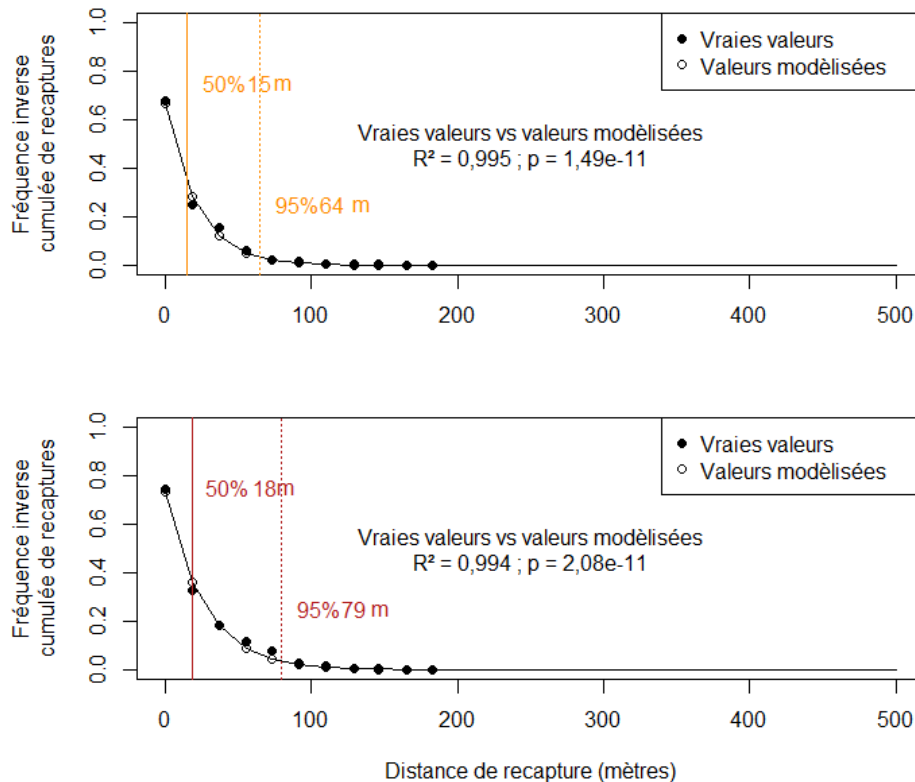 Fréquence inverse
cumulée de recaptures
0.0 0.2 0.4 0.6 0.8 1.0
Vraies valeurs
Valeurs modèlisées
50%15 m
Vraies valeurs vs valeurs modèlisées
R² = 0,995 ; p = 1,49e-11
95%64 m
0 100 200 300 400 500
Fréquence inverse
cumulée de recaptures
0.0 0.2 0.4 0.6 0.8 1.0
Vraies valeurs
Valeurs modèlisées
50% 18m
Vraies valeurs vs valeurs modèlisées
R² = 0,994 ; p = 2,08e-11
95%79 m
0 100 200 300 400 500
Distance de recapture (mètres)